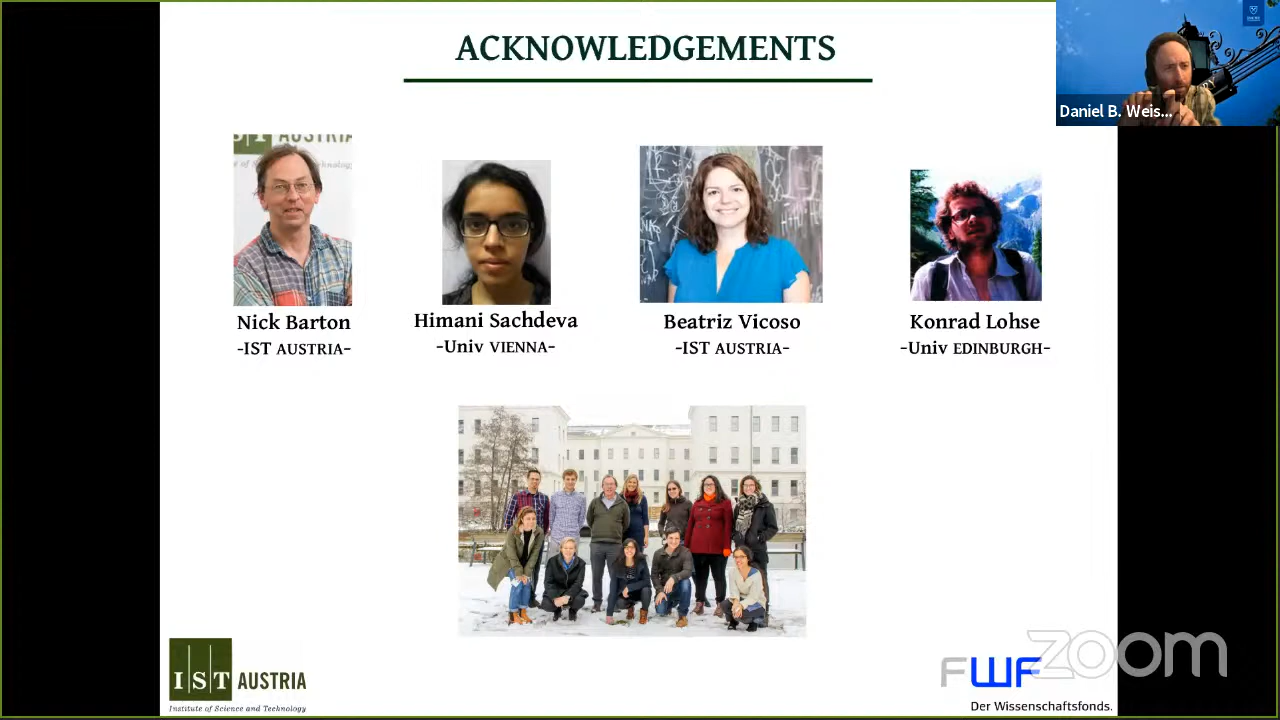 ACKNOWLEDGEMENTS
Daniel B. Weis...
AUSTRIA
Nick Barton
-IST AUSTRIA-
Himani Sachdeva
-Univ VIENNA-
Beatriz Vicoso
-IST AUSTRIA-
Konrad Lohse
-Univ EDINBURGH-
IST AUSTRIA
Institute of Science and Technology
FWF
Der Wissenschaftsfonds.
zoom